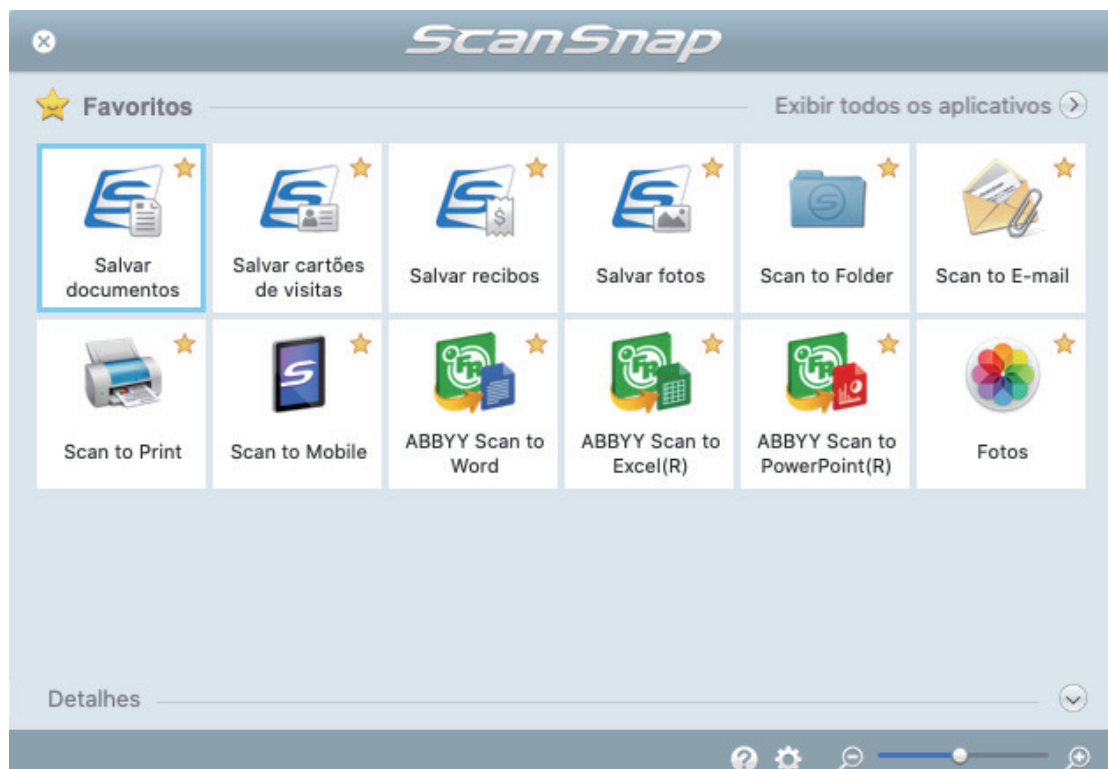 ScanSnap
Favoritos
Exibir todos os aplicativos
Salvar
documentos
Salvar cartões
de visitas
Salvar recibos
Salvar fotos
Scan to Folder
Scan to E-mail
Scan to Print
Scan to Mobile
ABBYY Scan to
Word
ABBYY Scan to
Excel(R)
ABBYY Scan to
PowerPoint(R)
Fotos
Detalhes